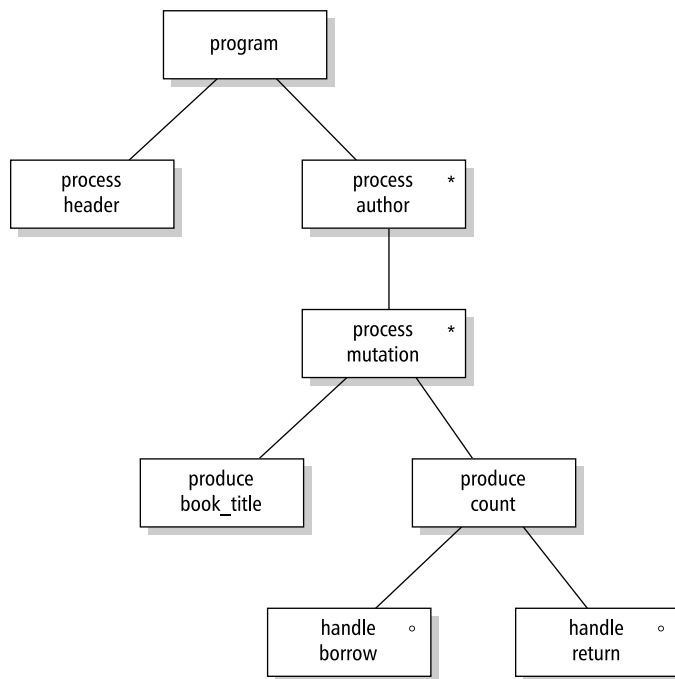 program
process
header
process *
author
process *
mutation
produce
book_title
produce
count
handle °
borrow
handle °
return